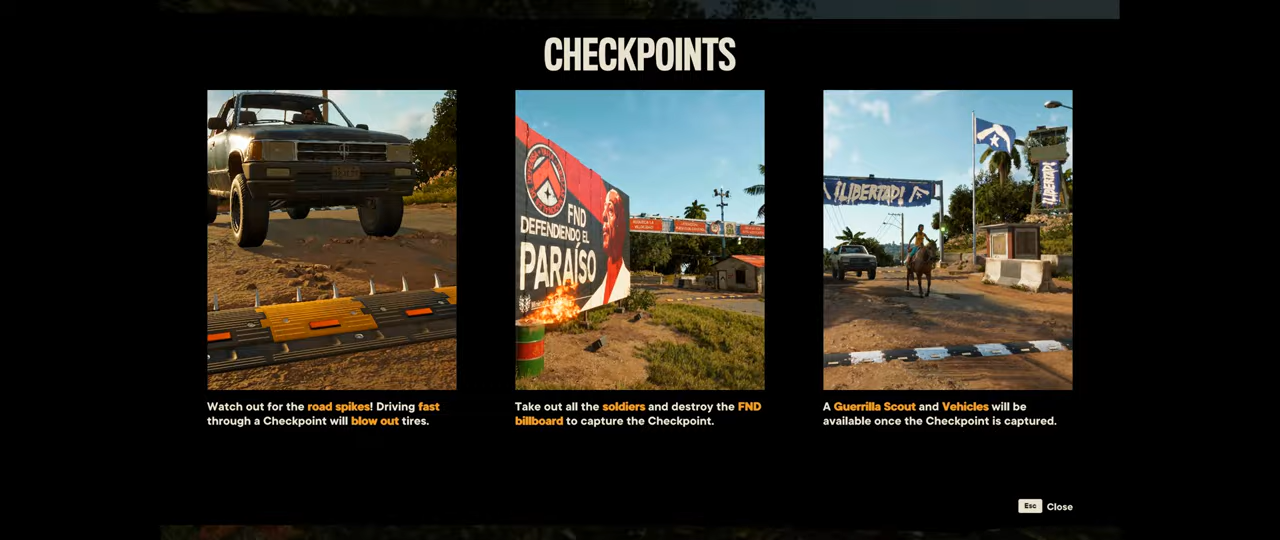 CHECKPOINTS
FND
DEFENDIENDO EL
PARAÍSO
¡LIBERTAD!
Watch out for the road spikes! Driving fast
through a Checkpoint will blow out tires.
Take out all the soldiers and destroy the FND
billboard to capture the Checkpoint.
A Guerrilla Scout and Vehicles will be
available once the Checkpoint is captured.
Esc Close